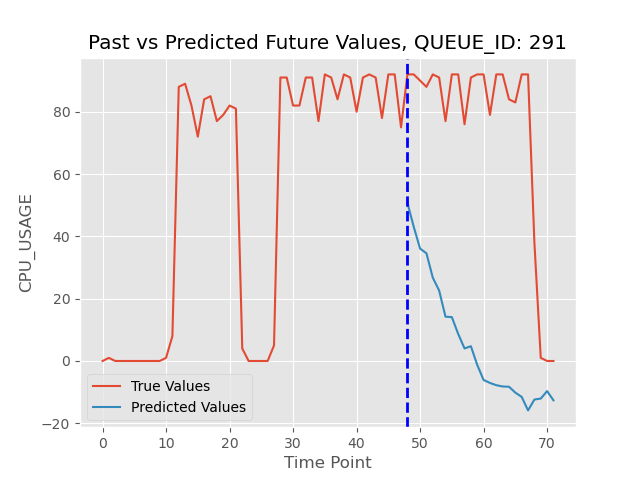 Past vs Predicted Future Values, QUEUE_ID: 291
80
60
40
20
0
−20
CPU_USAGE
True Values
Predicted Values
0 10 20 30 40 50 60 70
Time Point